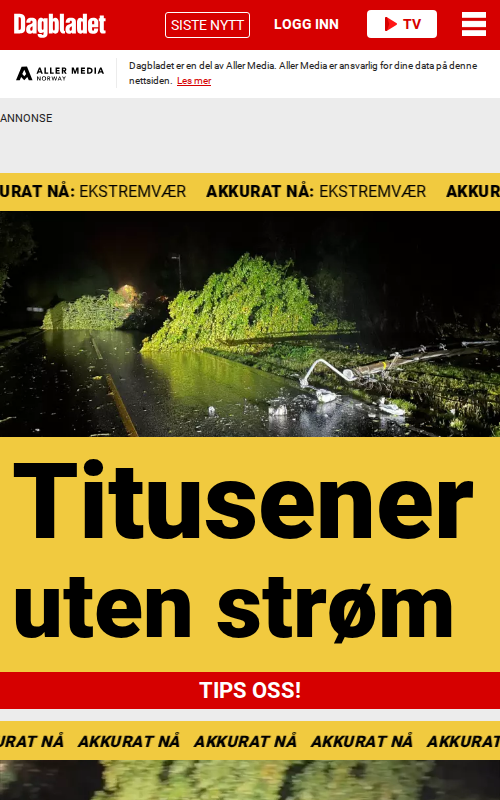 Dagbladet
SISTE NYTT
LOGG INN
TV
ALLER MEDIA
NORWAY
Dagbladet er en del av Aller Media. Aller Media er ansvarlig for dine data på denne
nettsiden. Les mer
ANNONSE
URAT NÅ: EKSTREMVÆR AKKURAT NÅ: EKSTREMVÆR AKKUR
Titusener
uten strøm
TIPS OSS!
URAT NÅ AKKURAT NÅ AKKURAT NÅ AKKURAT NÅ AKKURAT